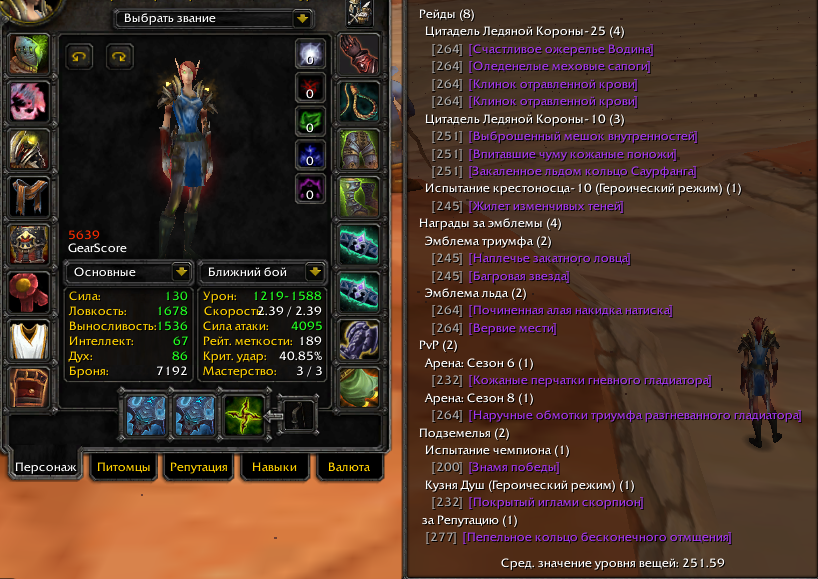 Выбрать звание
0
0
0
0
0
5639
GearScore
Основные
Ближний бой
Сила: 130
Ловкость: 1678
Выносливость: 1536
Интеллект: 67
Дух: 86
Броня: 7192
Урон: 1219-1588
Скорость 2.39 / 2.39
Сила атаки: 4095
Рейт. меткости: 189
Крит. удар: 40.85%
Мастерство: 3 / 3
Персонаж
Питомцы
Репутация
Навыки
Валюта
Рейды (8)
Цитадель Ледяной Короны-25 (4)
[264] [Счастливое ожерелье Водина]
[264] [Оледенелые меховые сапоги]
[264] [Клинок отравленной крови]
[264] [Клинок отравленной крови]
Цитадель Ледяной Короны-10 (3)
[251] [Выброшенный мешок внутренностей]
[251] [Впитавшие чуму кожаные поножи]
[251] [Закаленное льдом кольцо Саурфанга]
Испытание крестоносца-10 (Героический режим) (1)
[245] [Жилет изменчивых теней]
Награды за эмблемы (4)
Эмблема триумфа (2)
[245] [Наплечье закатного ловца]
[245] [Багровая звезда]
Эмблема льда (2)
[264] [Починенная алая накидка натиска]
[264] [Вервие мести]
PvP (2)
Арена: Сезон 6 (1)
[232] [Кожаные перчатки гневного гладиатора]
Арена: Сезон 8 (1)
[264] [Наручные обмотки триумфа разгневанного гладиатора]
Подземелья (2)
Испытание чемпиона (1)
[200] [Знамя победы]
Кузня Душ (Героический режим) (1)
[232] [Покрытый иглами скорпион]
за Репутацию (1)
[277] [Пепельное кольцо бесконечного отмщения]
Сред. значение уровня вещей: 251.59